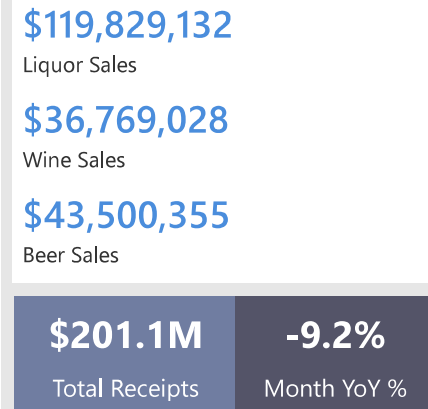 $119,829,132
Liquor Sales
$36,769,028
Wine Sales
$43,500,355
Beer Sales
$201.1M
Total Receipts
-9.2%
Month YoY %